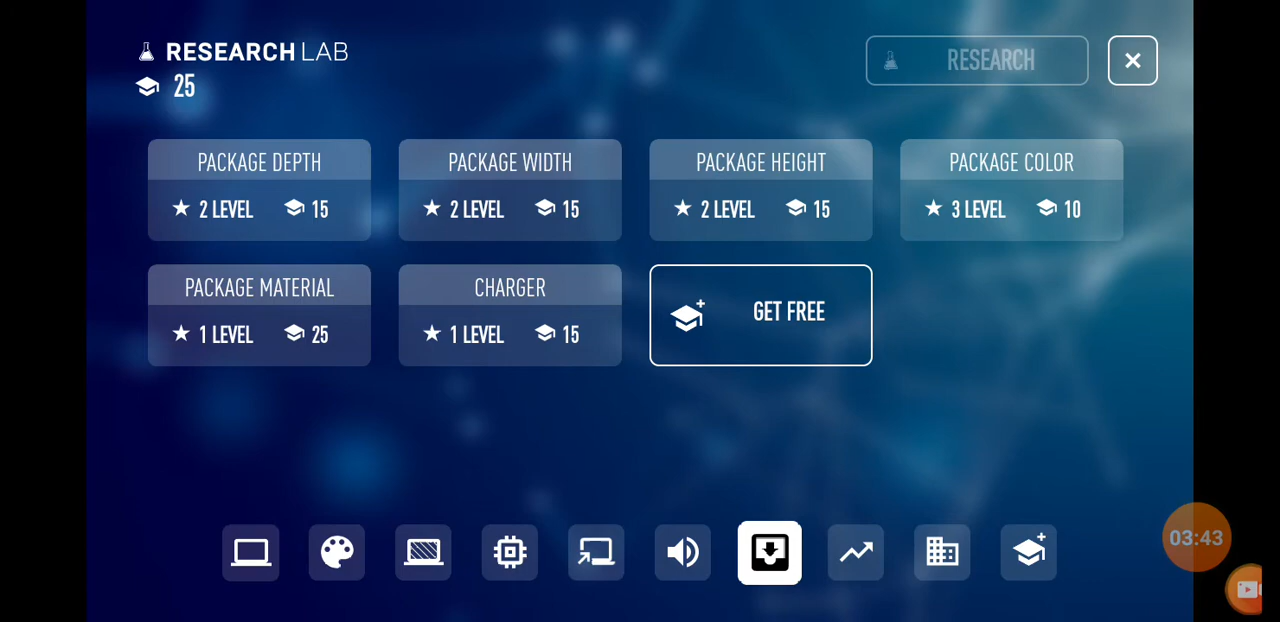 RESEARCH LAB
25
RESEARCH
PACKAGE DEPTH
2 LEVEL 15
PACKAGE WIDTH
2 LEVEL 15
PACKAGE HEIGHT
2 LEVEL 15
PACKAGE COLOR
3 LEVEL 10
PACKAGE MATERIAL
1 LEVEL 25
CHARGER
1 LEVEL 15
GET FREE
03:43